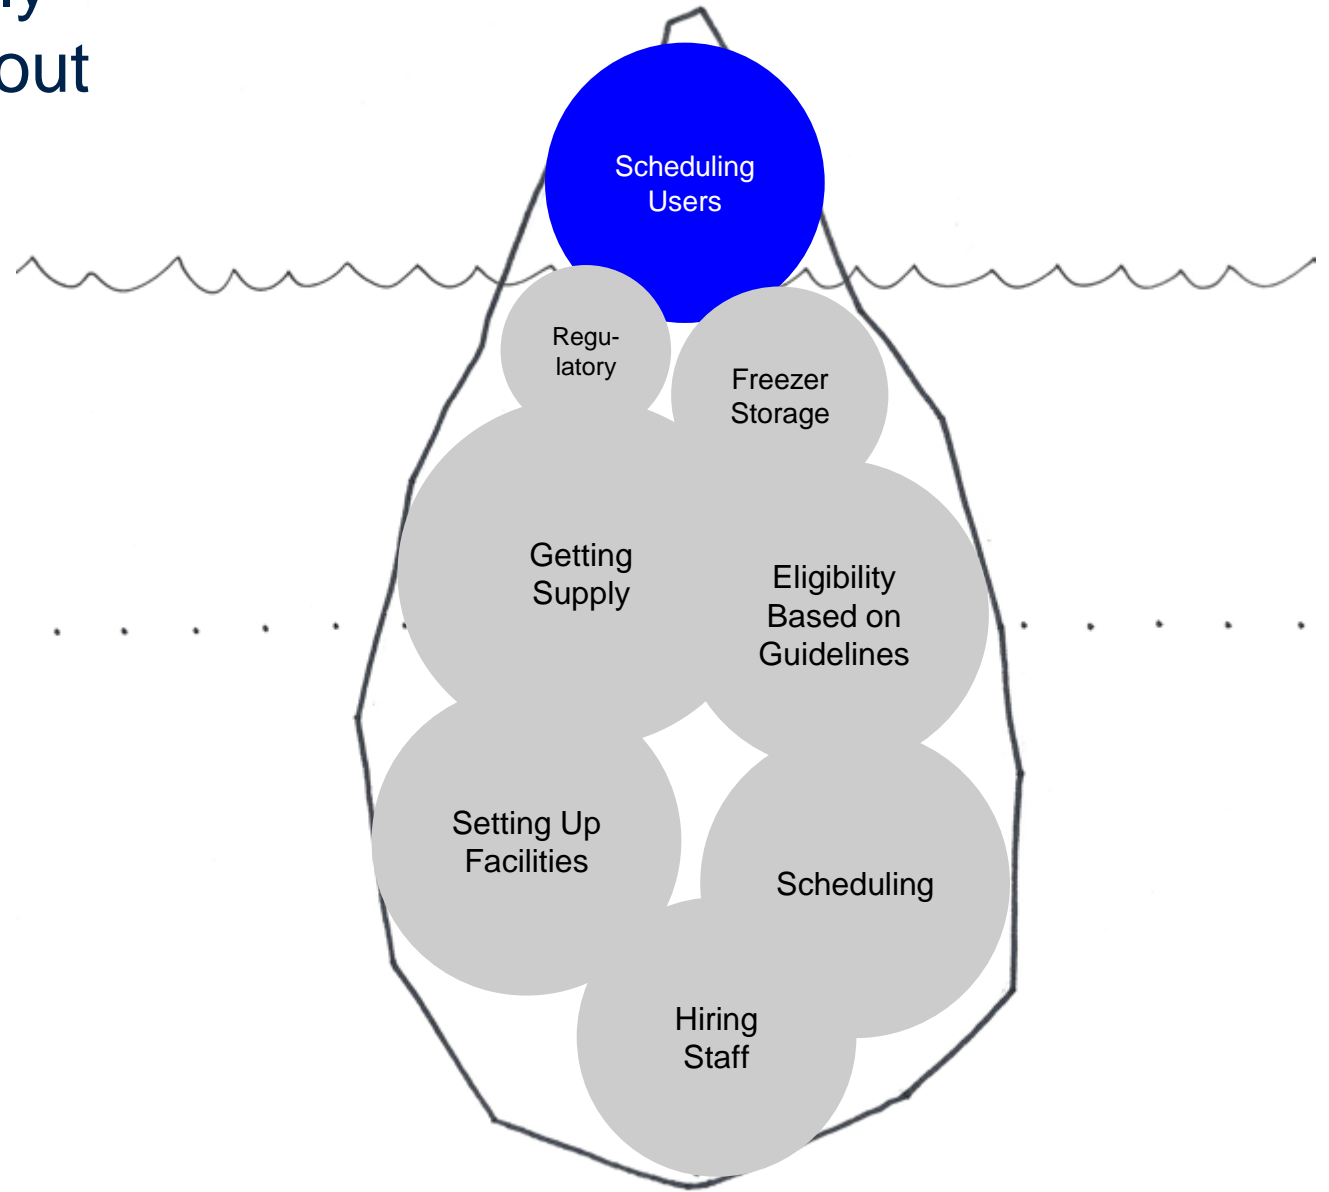 out
Scheduling
Users
Regu-
latory
Freezer
Storage
Getting
Supply
Eligibility
Based on
Guidelines
Setting Up
Facilities
Scheduling
Hiring
Staff